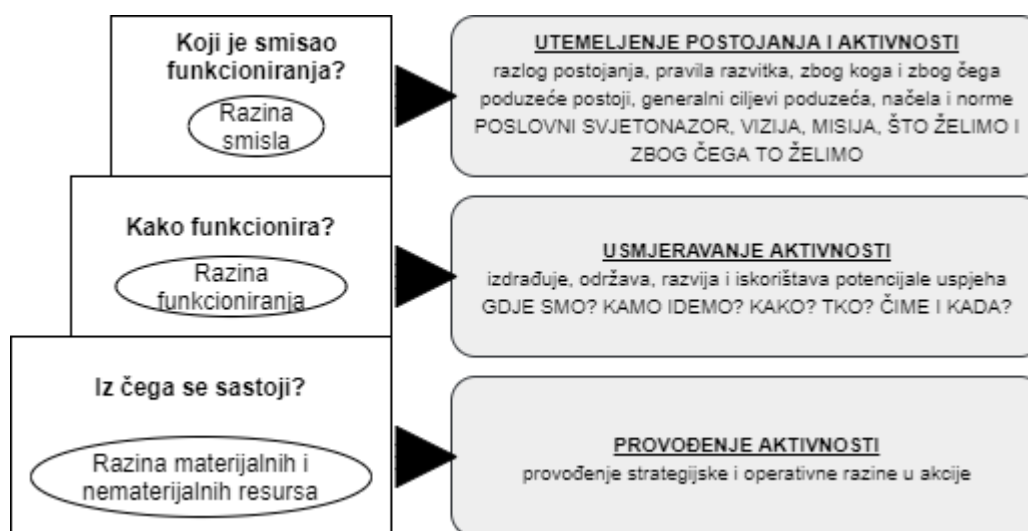 Koji je smisao
funkcioniranja?
Razina
smisla
UTEMELJENJE POSTOJANJA I AKTIVNOSTI
razlog postojanja, pravila razvitka, zbog koga i zbog čega
poduzeće postoji, generalni ciljevi poduzeća, načela i norme
POSLOVNI SVJETONAZOR, VIZIJA, MISIJA, ŠTO ŽELIMO I
ZBOG ČEGA TO ŽELIMO
Kako funkcionira?
Razina
funkcioniranja
USMJERAVANJE AKTIVNOSTI
izdrađuje, održava, razvija i iskorištava potencijale uspjeha
GDJE SMO? KAMO IDEMO? KAKO? TKO? ČIME I KADA?
Iz čega se sastoji?
Razina materijalnih i
nematerijalnih resursa
PROVOĐENJE AKTIVNOSTI
provođenje strategijske i operativne razine u akcije